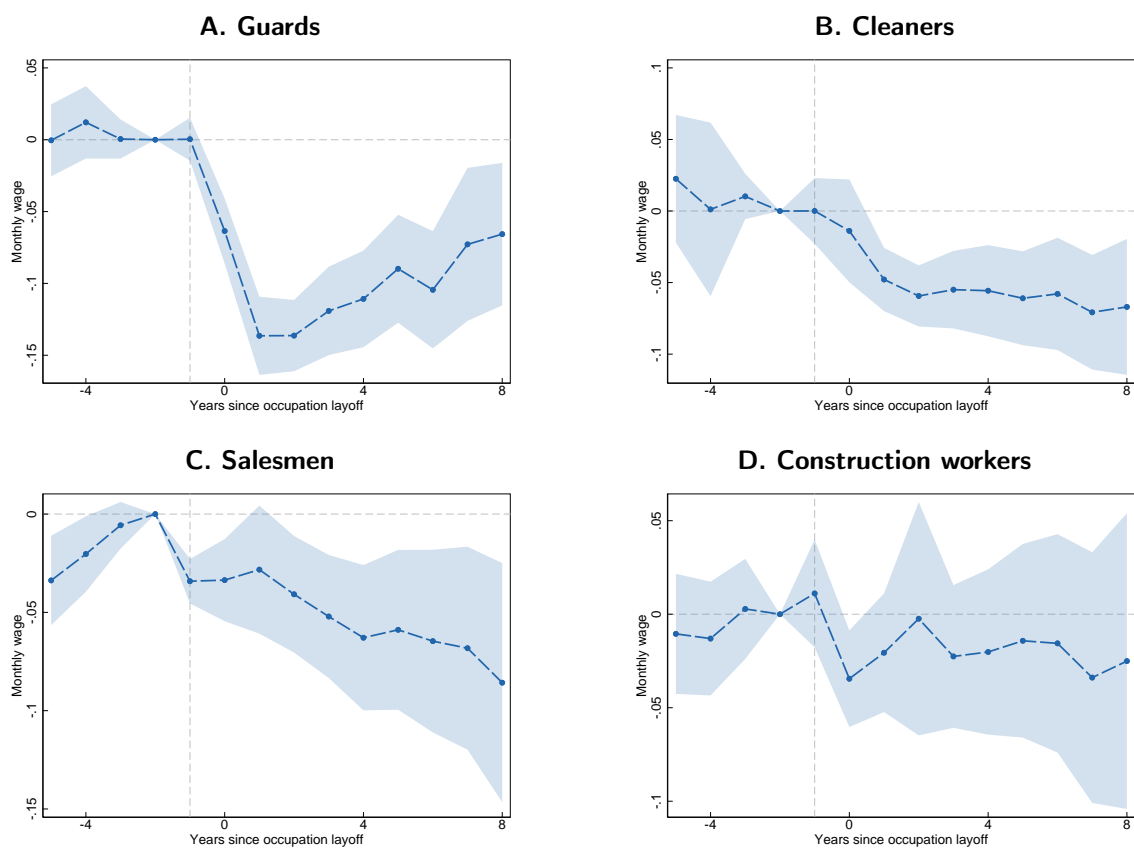 A. Guards
.05
0
-.05
-.1
-.15
Monthly wage
-4
0
4
8
Years since occupation layoff
B. Cleaners
.1
.05
0
-.05
-.1
Monthly wage
-4
0
4
8
Years since occupation layoff
C. Salesmen
0
-.05
-.1
-.15
Monthly wage
-4
0
4
8
Years since occupation layoff
D. Construction workers
.05
0
-.05
-.1
Monthly wage
-4
0
4
8
Years since occupation layoff